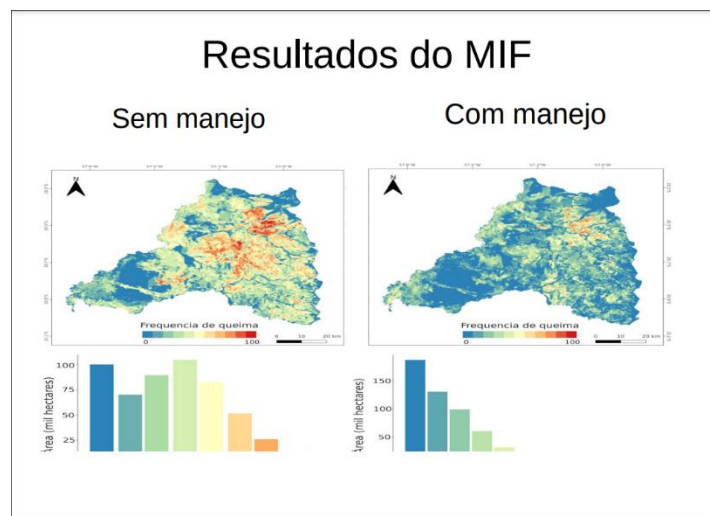 Resultados do MIF
Sem manejo
Com manejo
N
N
Frequencia de queima
0 100
0 10 20 km
Frequencia de queima
0 100
0 10 20 km
Área (mil hectares)
100
75
50
25
Área (mil hectares)
150
100
50